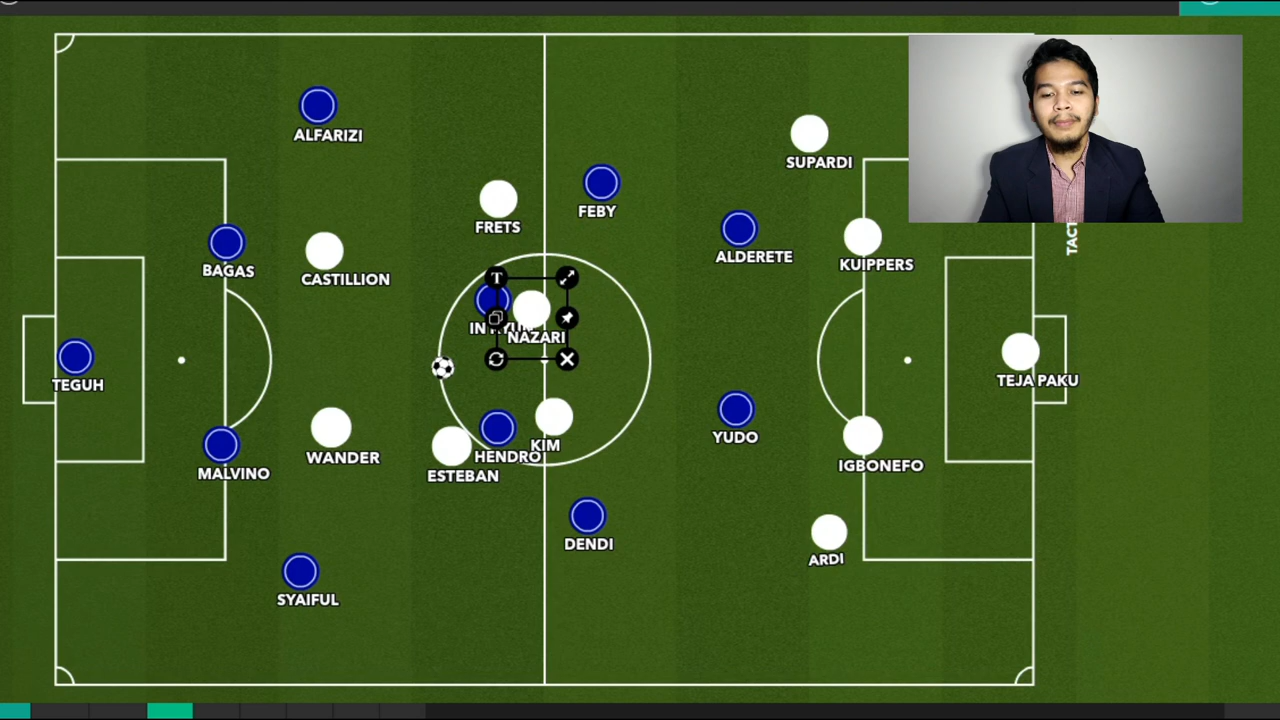 ALFARIZI
SUPARDI
FEBY
FRETS
ALDERETE
TACT
BAGAS
CASTILLION
KUIPPERS
T
NAZARI
TEGUH
TEJA PAKU
YUDO
KIM
WANDER
HENDRO
ESTEBAN
MALVINO
IGBONEFO
DENDI
ARDI
SYAIFUL